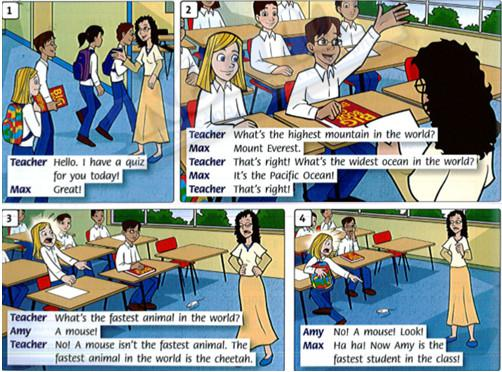 1
Teacher Hello. I have a quiz
for you today!
Max Great!
2
Teacher What's the highest mountain in the world?
Max Mount Everest.
Teacher That's right! What's the widest ocean in the world?
Max It's the Pacific Ocean!
Teacher That's right!
3
Teacher What's the fastest animal in the world?
Amy A mouse!
Teacher No! A mouse isn't the fastest animal. The
fastest animal in the world is the cheetah.
4
Amy No! A mouse! Look!
Max Ha ha! Now Amy is the
fastest student in the class!